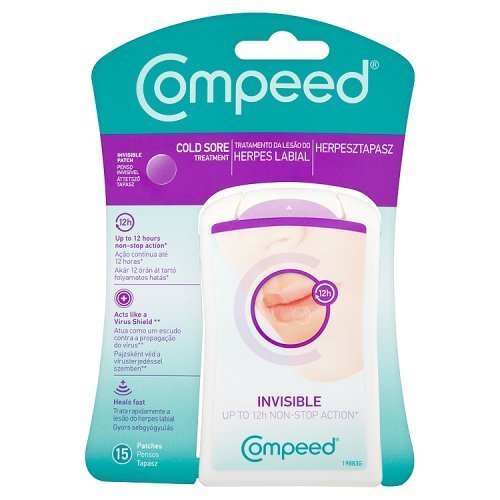 Compeed®
INVISIBLE
PATCH
PENSO
INVISÍVEL
ÁTTETSZŐ
TAPASZ
COLD SORE
TREATMENT
TRATAMENTO DA LESÃO DO
HERPES LABIAL
HERPESZTAPASZ
12h
Up to 12 hours
non-stop action*
Ação contínua até
12 horas*
Akár 12 órán át tartó
folyamatos hatás*
Acts like a
Virus Shield**
Atua como um escudo
contra a propagação
do vírus**
Pajzsként véd a
vírusterjedéssel
szemben**
Heals fast
Trata rapidamente a
lesão do herpes labial
Gyors sebgyógyulás
15 Patches
Pensos
Tapasz
12h
INVISIBLE
UP TO 12h NON-STOP ACTION*
Compeed®
19883G